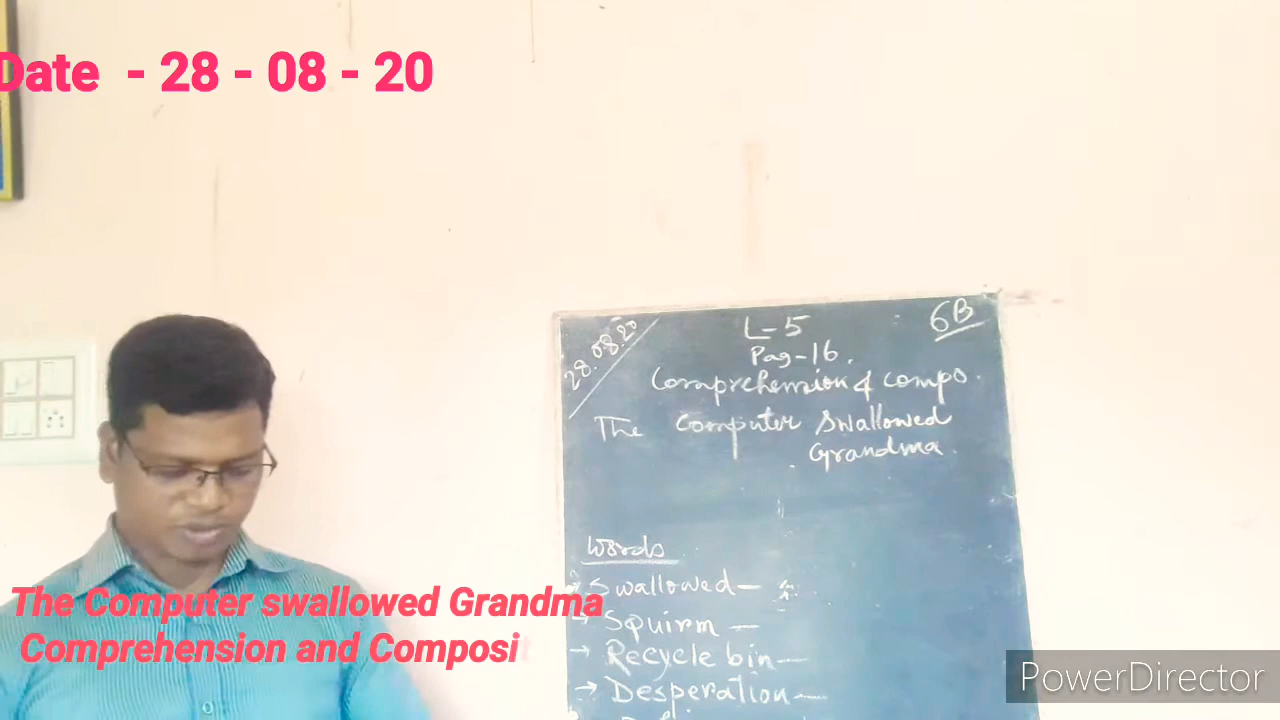 Date - 28 - 08 - 20
28.08.20
L-5
6B
Pag-16.
Comprehension & compo.
The computer Swallowed
Grandma.
Words
Swallowed—
→ Squirm —
→ Recycle bin—
→ Desperation—
The Computer swallowed Grandma
Comprehension and Composi
PowerDirector